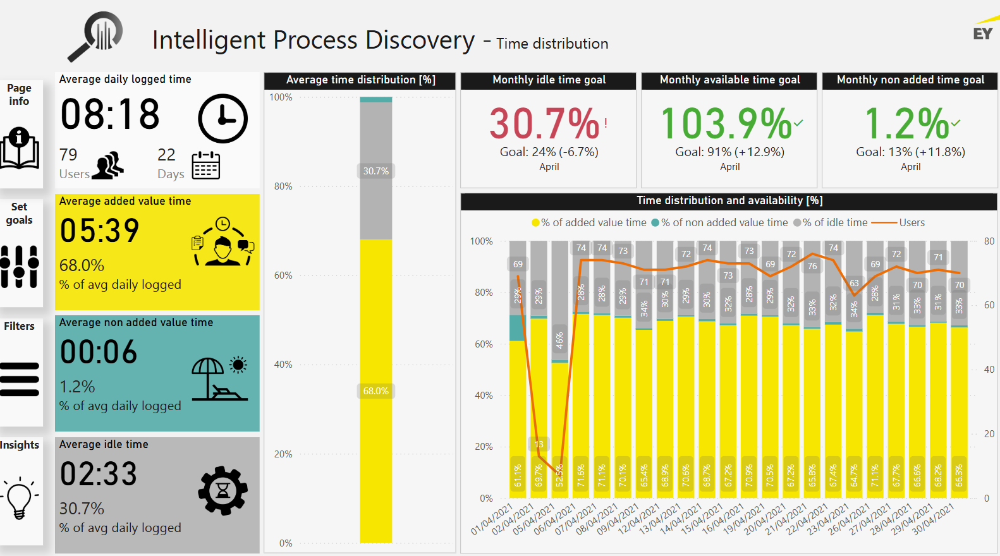 Intelligent Process Discovery - Time distribution
EY
Page
info
Set
goals
Filters
Insights
Average daily logged time
08:18
79
Users
22
Days
Average added value time
05:39
68.0%
% of avg daily logged
Average non added value time
00:06
1.2%
% of avg daily logged
Average idle time
02:33
30.7%
% of avg daily logged
Average time distribution [%]
100%
80%
60%
40%
20%
0%
30.7%
68.0%
Monthly idle time goal
30.7%!
Goal: 24% (-6.7%)
April
Monthly available time goal
103.9%✓
Goal: 91% (+12.9%)
April
Monthly non added time goal
1.2%✓
Goal: 13% (+11.8%)
April
Time distribution and availability [%]
% of added value time % of non added value time % of idle time Users
100%
80%
60%
40%
20%
0%
80
60
40
20
0
69 13 74 74 73 71 71 72 74 73 73 69 72 76 74 63 69 72 70 71 70
29% 29% 46% 28% 28% 29% 34% 30% 29% 30% 32% 28% 29% 32% 33% 32% 34% 28% 31% 33% 31% 33%
61.1% 69.7% 52.5% 71.6% 71.1% 70.1% 65.4% 68.9% 70.6% 68.7% 67.2% 70.9% 70.5% 67.2% 65.8% 67.4% 64.7% 71.1% 67.7% 66.6% 68.2% 66.3%
01/04/2021 02/04/2021 05/04/2021 06/04/2021 07/04/2021 08/04/2021 09/04/2021 12/04/2021 13/04/2021 14/04/2021 15/04/2021 16/04/2021 19/04/2021 20/04/2021 21/04/2021 22/04/2021 23/04/2021 26/04/2021 27/04/2021 28/04/2021 29/04/2021 30/04/2021